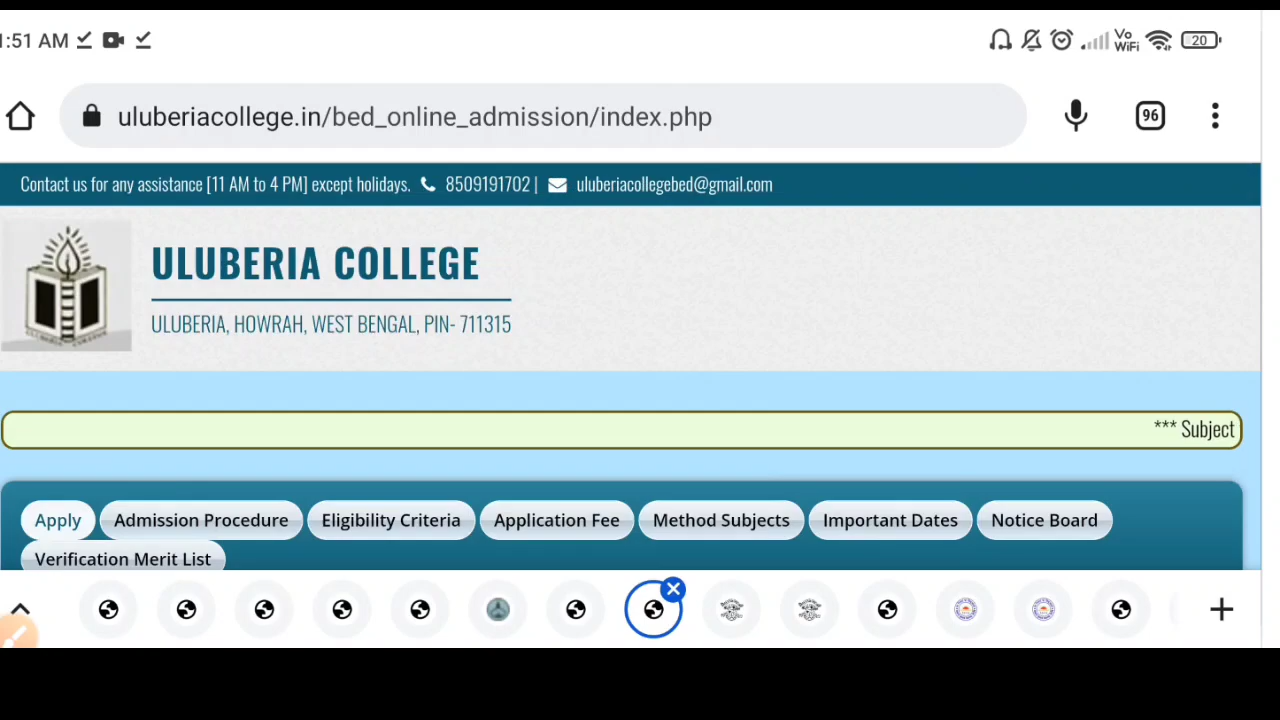 :51 AM
Vo
WiFi
20
uluberiacollege.in/bed_online_admission/index.php
96
Contact us for any assistance [11 AM to 4 PM] except holidays. 8509191702 | uluberiacollegebed@gmail.com
ULUBERIA COLLEGE
ULUBERIA, HOWRAH, WEST BENGAL, PIN- 711315
*** Subject
Apply Admission Procedure Eligibility Criteria Application Fee Method Subjects Important Dates Notice Board
Verification Merit List